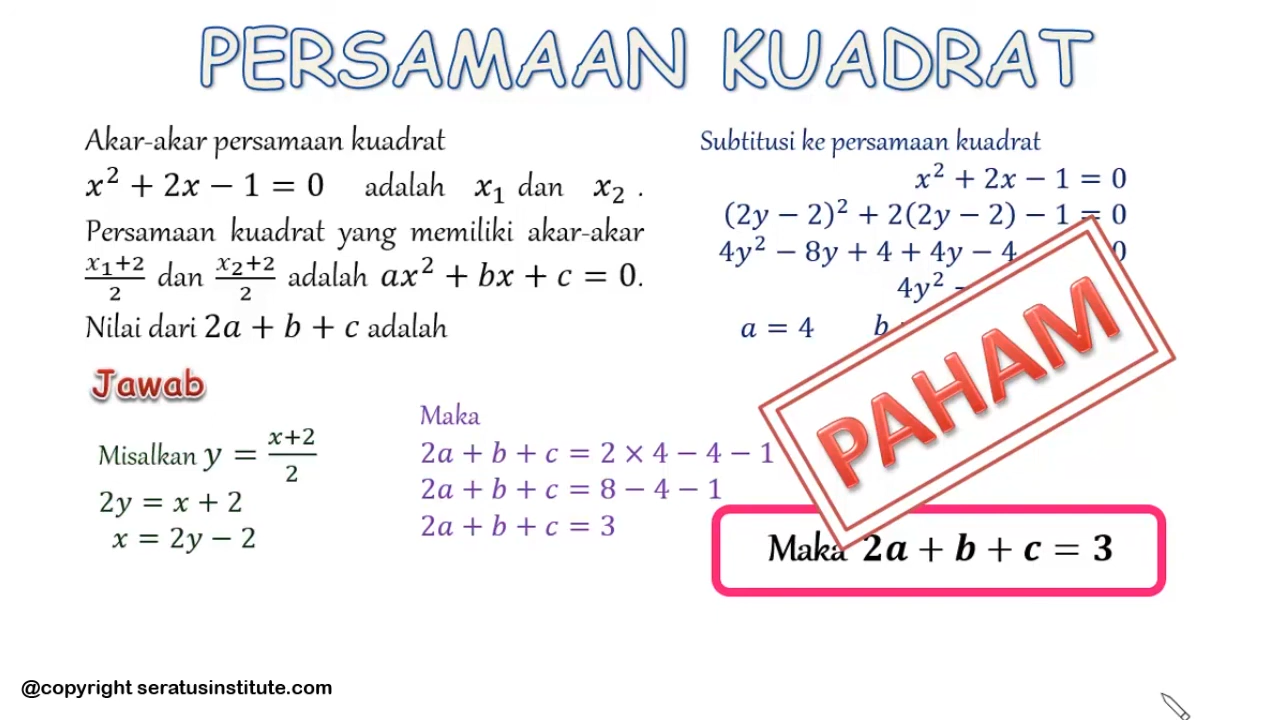 PERSAMAAN KUADRAT
Akar-akar persamaan kuadrat
x² + 2x − 1 = 0 adalah x₁ dan x₂ .
Persamaan kuadrat yang memiliki akar-akar
(x₁+2)/2 dan (x₂+2)/2 adalah ax² + bx + c = 0.
Nilai dari 2a + b + c adalah
Jawab
Misalkan y = (x+2)/2
2y = x + 2
x = 2y − 2
Maka
2a + b + c = 2 × 4 − 4 − 1
2a + b + c = 8 − 4 − 1
2a + b + c = 3
Subtitusi ke persamaan kuadrat
x² + 2x − 1 = 0
(2y − 2)² + 2(2y − 2) − 1 = 0
4y² − 8y + 4 + 4y − 4 0
4y² −
a = 4 b
PAHAM
Maka 2a + b + c = 3
@copyright seratusinstitute.com